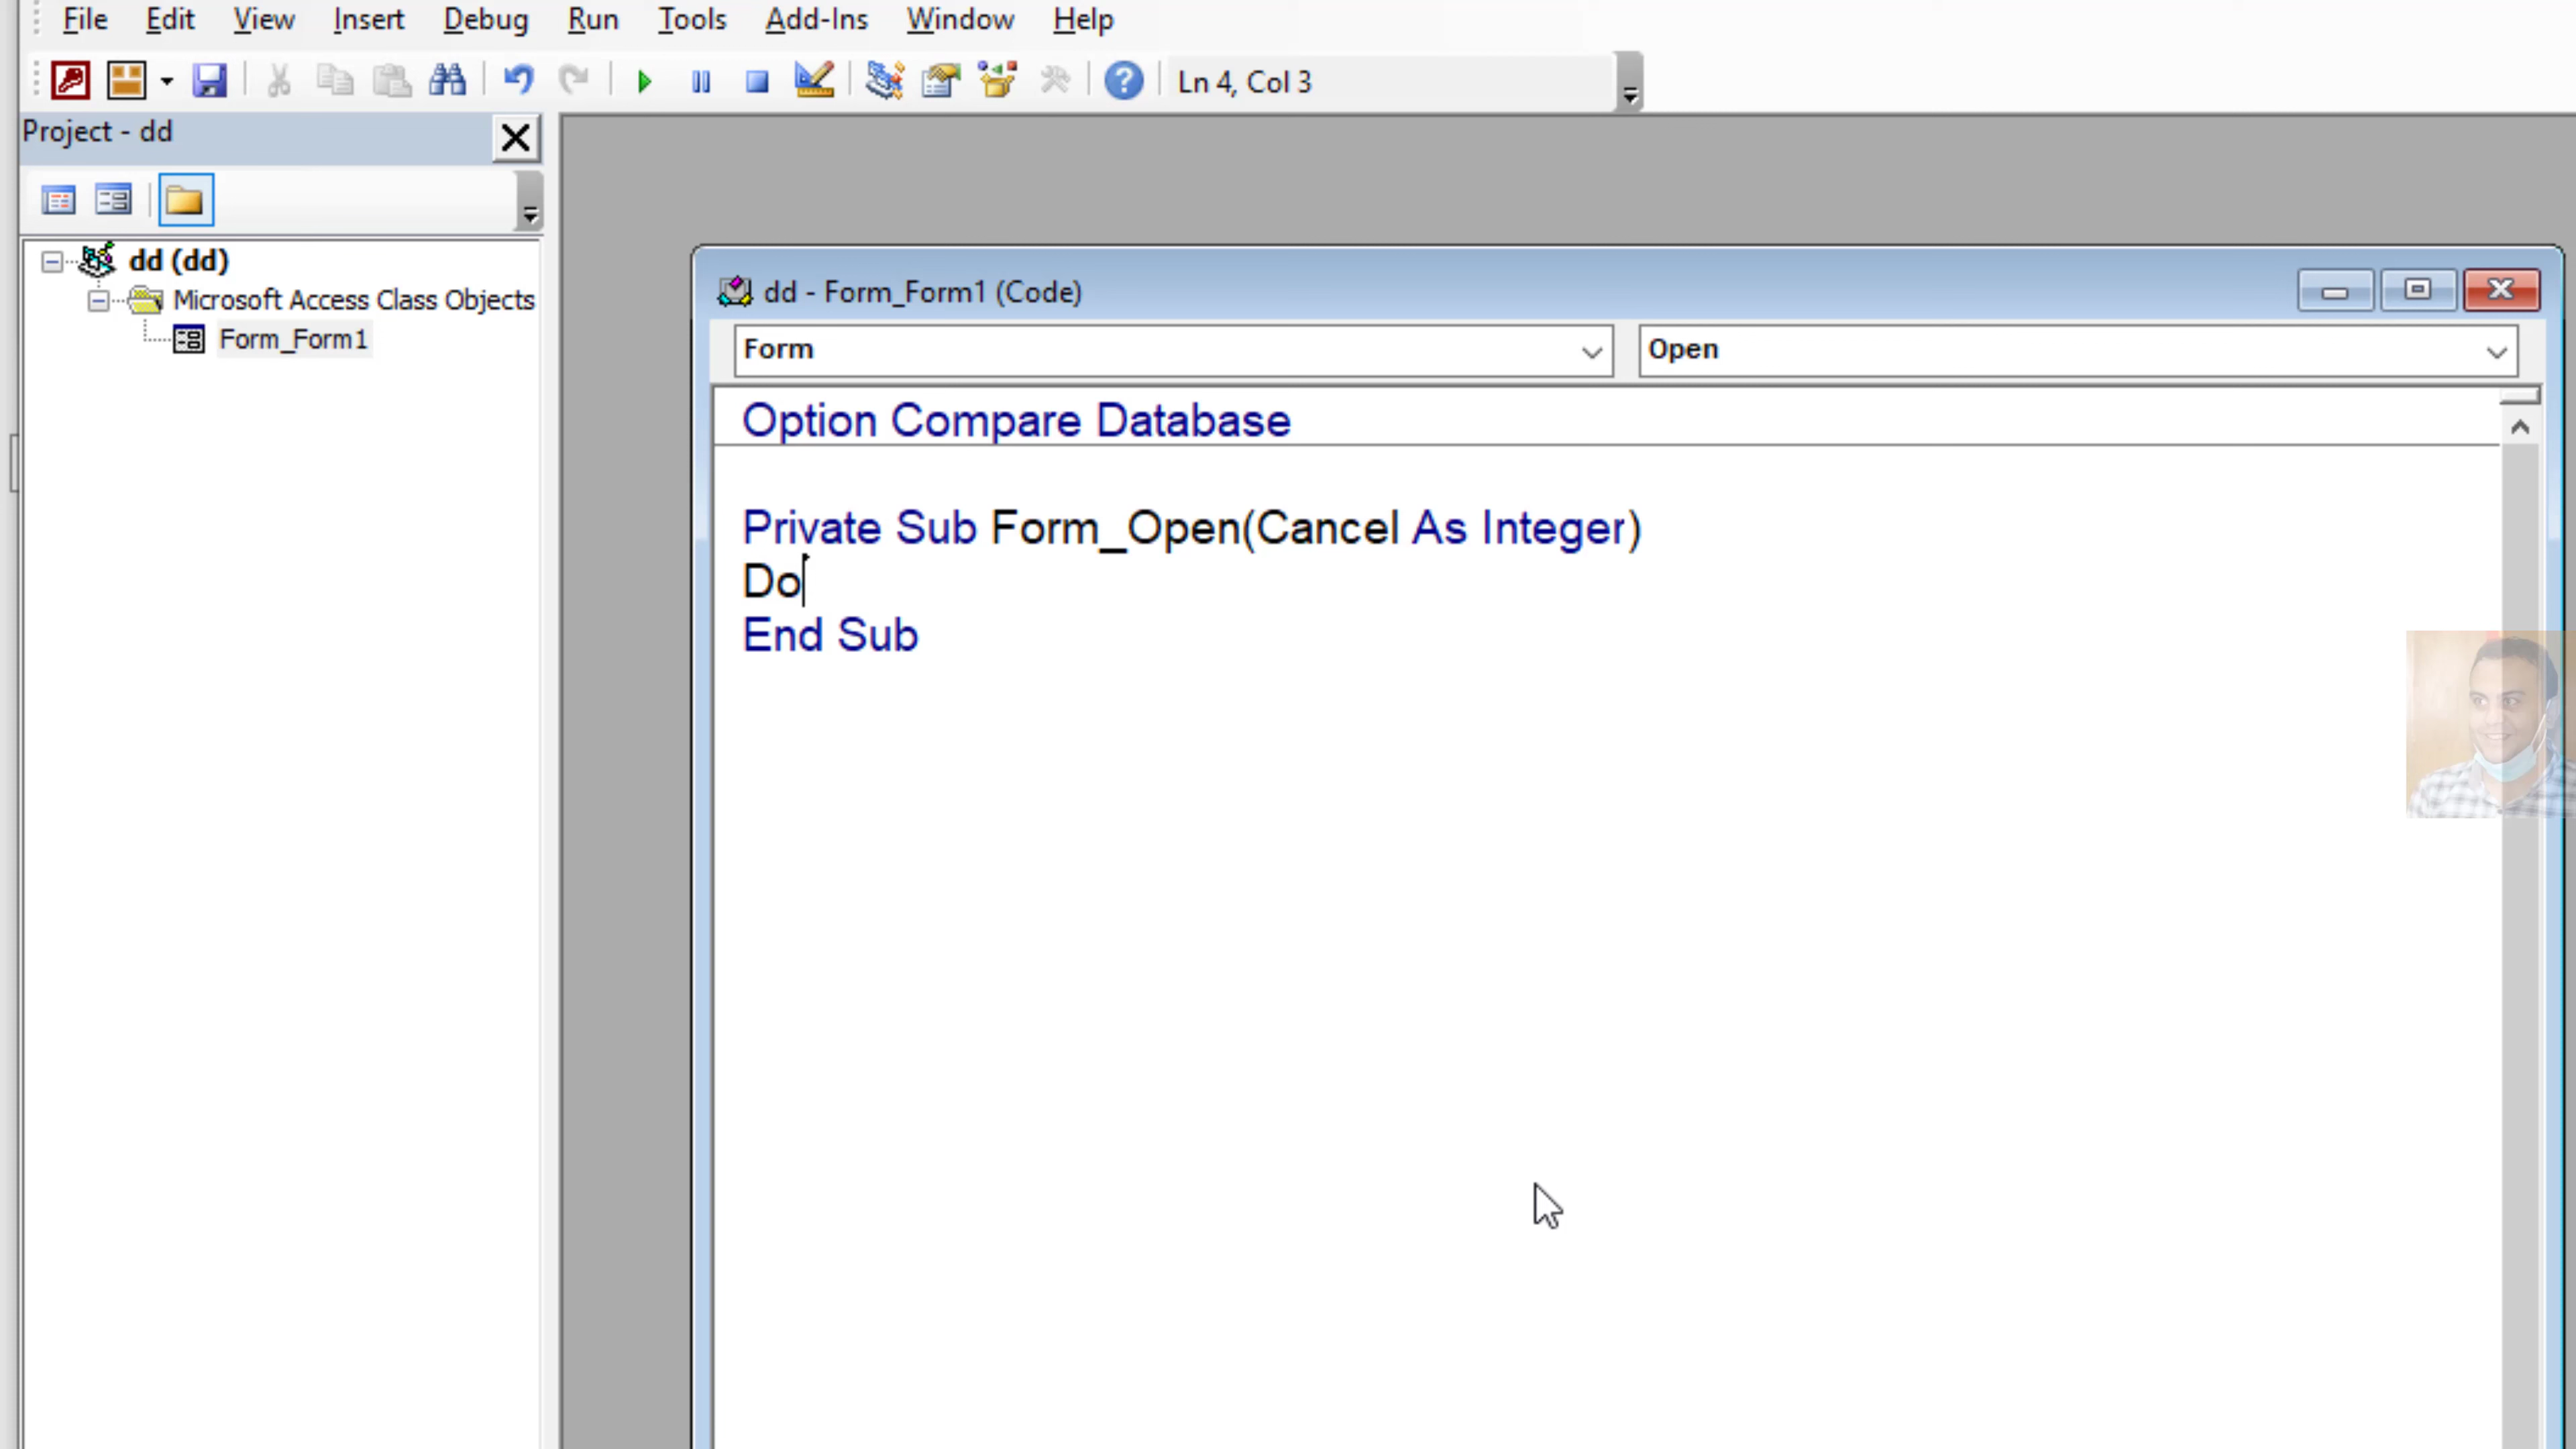 File Edit View Insert Debug Run Tools Add-Ins Window Help
Ln 4, Col 3
Project - dd
dd (dd)
Microsoft Access Class Objects
Form_Form1
dd - Form_Form1 (Code)
Form
Open
Option Compare Database
Private Sub Form_Open(Cancel As Integer)
Do
End Sub